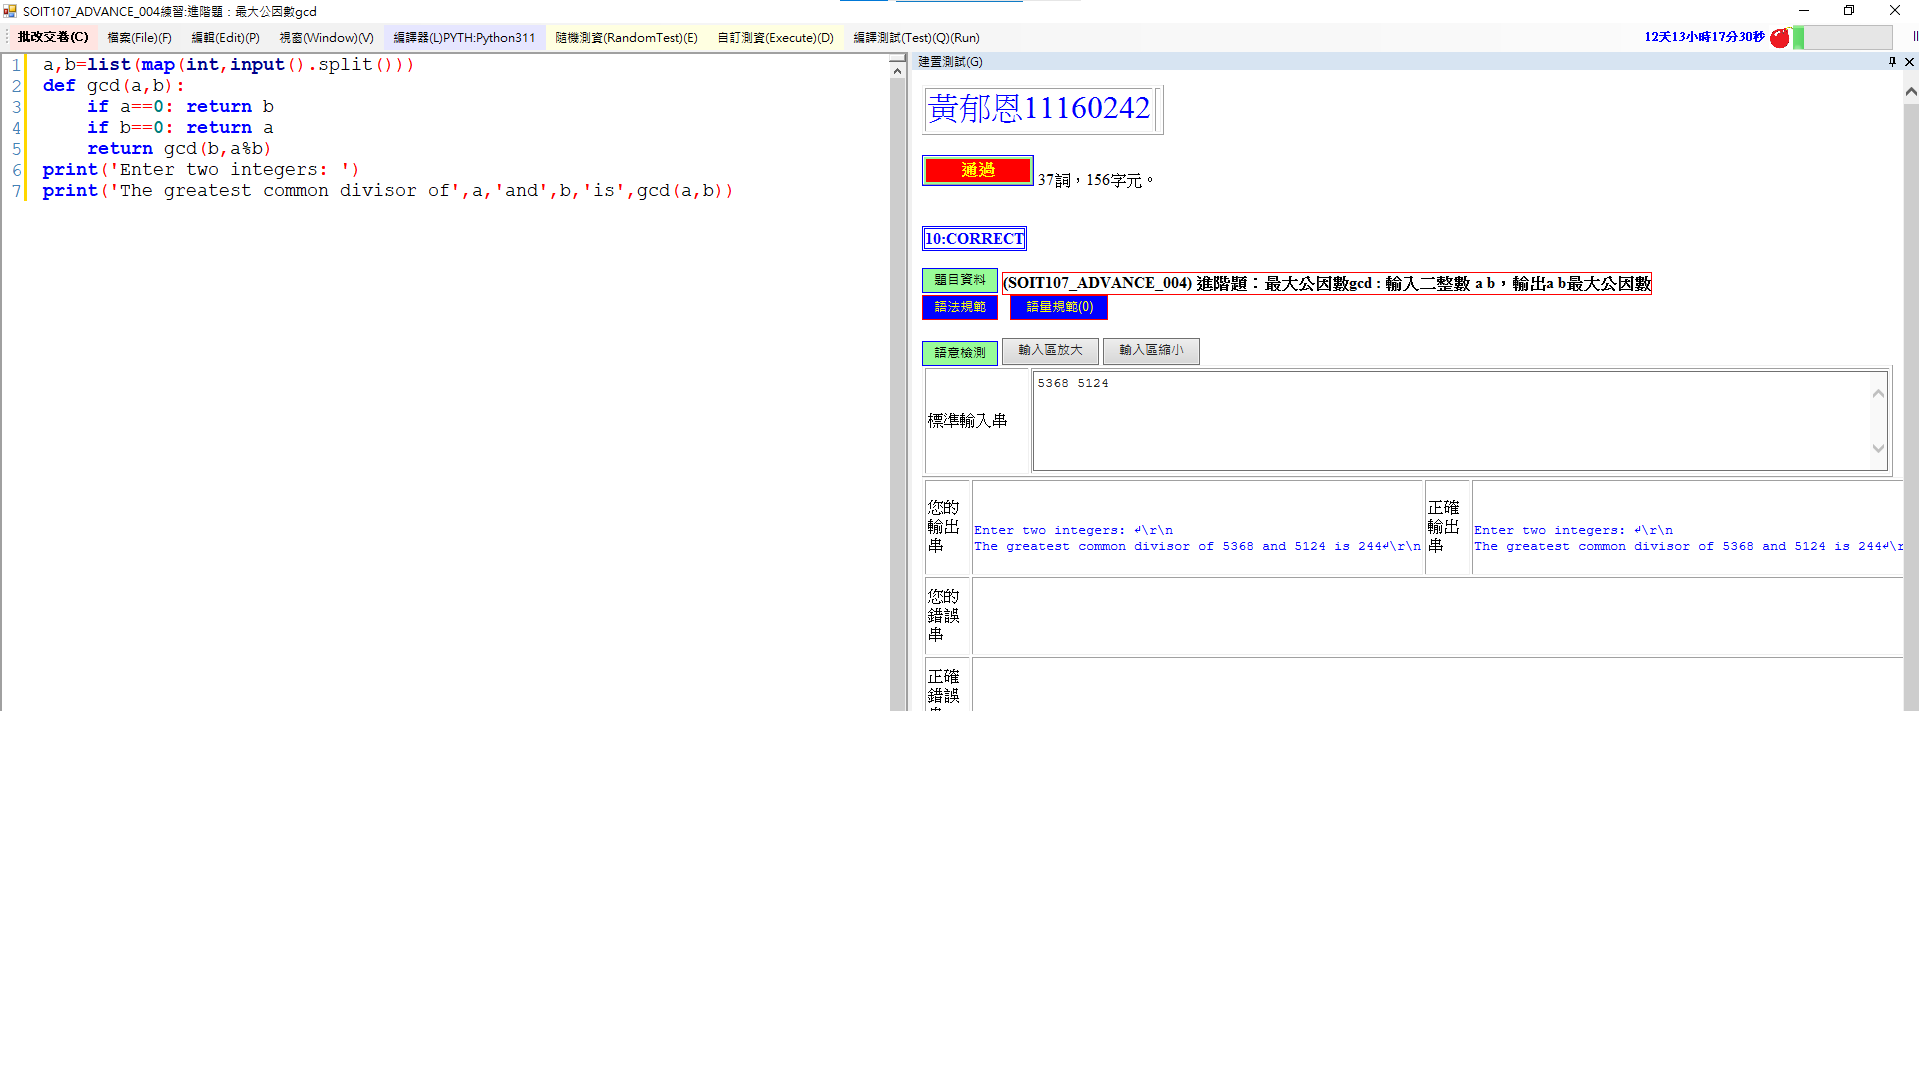 SOIT107_ADVANCE_004練習:進階題：最大公因數gcd
批改交卷(C) 檔案(File)(F) 編輯(Edit)(P) 視窗(Window)(V) 編譯器(L)PYTH:Python311 隨機測資(RandomTest)(E) 自訂測資(Execute)(D) 編譯測試(Test)(Q)(Run) 12天13小時17分30秒
1 a,b=list(map(int,input().split()))
2 def gcd(a,b):
3 if a==0: return b
4 if b==0: return a
5 return gcd(b,a%b)
6 print('Enter two integers: ')
7 print('The greatest common divisor of',a,'and',b,'is',gcd(a,b))
建置測試(G)
黃郁恩11160242
通過 37詞，156字元。
10:CORRECT
題目資料 (SOIT107_ADVANCE_004) 進階題：最大公因數gcd : 輸入二整數 a b，輸出a b最大公因數
語法規範 語量規範(0)
語意檢測 輸入區放大 輸入區縮小
標準輸入串 5368 5124
您的輸出串
Enter two integers: ↲\r\n
The greatest common divisor of 5368 and 5124 is 244↲\r\n
正確輸出串
Enter two integers: ↲\r\n
The greatest common divisor of 5368 and 5124 is 244↲\r
您的錯誤串
正確錯誤